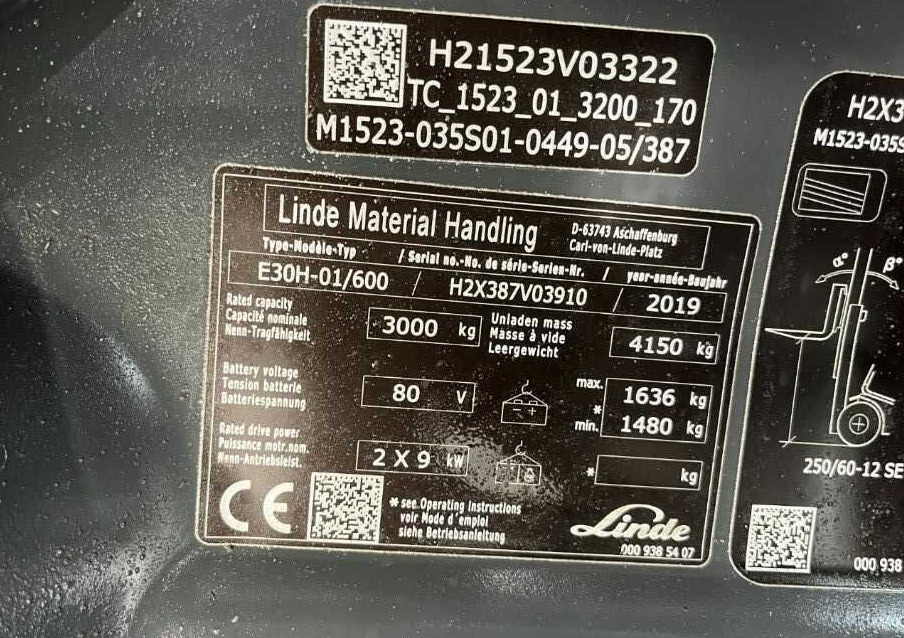 H21523V03322
TC_1523_01_3200_170
M1523-035S01-0449-05/387
Linde Material Handling
D-63743 Aschaffenburg
Carl-von-Linde-Platz
Type-Modèle-Typ / Serial no.-No. de série-Serien-Nr. / year-année-Baujahr
E30H-01/600 / H2X387V03910 / 2019
Rated capacity
Capacité nominale
Nenn-Tragfähigkeit
3000 kg
Unladen mass
Masse à vide
Leergewicht
4150 kg
Battery voltage
Tension batterie
Batteriespannung
80 V
- +
max. 1636 kg
*
min. 1480 kg
Rated drive power
Puissance motr.nom.
Nenn-Antriebsleist.
2 X 9 kW
* kg
CE
* see Operating Instructions
voir Mode d'emploi
siehe Betriebsanleitung
Linde
000 938 54 07
H2X3
M1523-035S
α° β°
250/60-12 SE
000 938